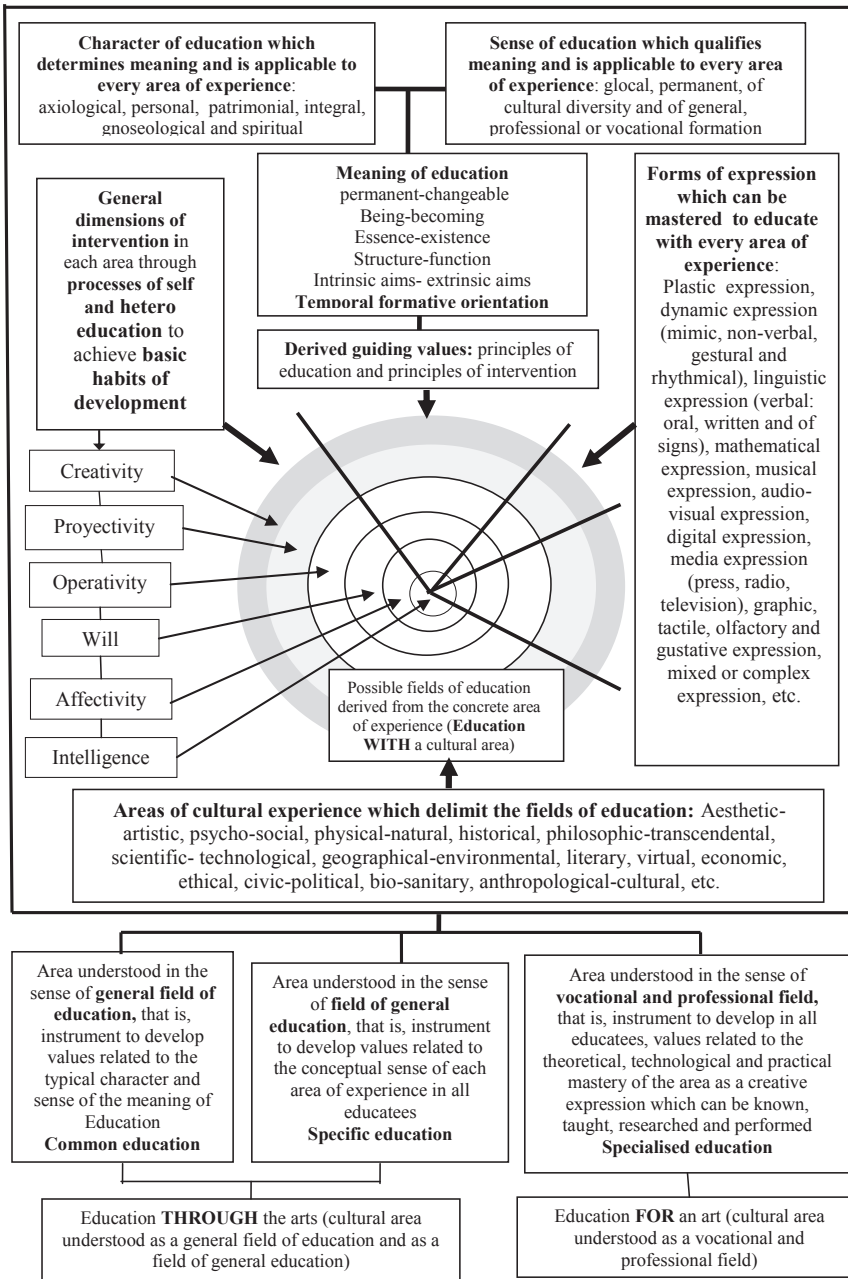 Character of education which
determines meaning and is applicable to
every area of experience:
axiological, personal, patrimonial, integral,
gnoseological and spiritual
Sense of education which qualifies
meaning and is applicable to every area
of experience: glocal, permanent, of
cultural diversity and of general,
professional or vocational formation
General
dimensions of
intervention in
each area through
processes of self
and hetero
education to
achieve basic
habits of
development
Meaning of education
permanent-changeable
Being-becoming
Essence-existence
Structure-function
Intrinsic aims- extrinsic aims
Temporal formative orientation
Derived guiding values: principles of
education and principles of intervention
Forms of expression
which can be
mastered to educate
with every area of
experience:
Plastic expression,
dynamic expression
(mimic, non-verbal,
gestural and
rhythmical), linguistic
expression (verbal:
oral, written and of
signs), mathematical
expression, musical
expression, audio-
visual expression,
digital expression,
media expression
(press, radio,
television), graphic,
tactile, olfactory and
gustative expression,
mixed or complex
expression, etc.
Creativity
Proyectivity
Operativity
Will
Affectivity
Intelligence
Possible fields of education
derived from the concrete area
of experience (Education
WITH a cultural area)
Areas of cultural experience which delimit the fields of education: Aesthetic-
artistic, psycho-social, physical-natural, historical, philosophic-transcendental,
scientific- technological, geographical-environmental, literary, virtual, economic,
ethical, civic-political, bio-sanitary, anthropological-cultural, etc.
Area understood in the
sense of general field of
education, that is,
instrument to develop
values related to the
typical character and
sense of the meaning of
Education
Common education
Area understood in the sense
of field of general
education, that is, instrument
to develop values related to
the conceptual sense of each
area of experience in all
educatees
Specific education
Area understood in the sense of
vocational and professional field,
that is, instrument to develop in all
educatees, values related to the
theoretical, technological and practical
mastery of the area as a creative
expression which can be known,
taught, researched and performed
Specialised education
Education THROUGH the arts (cultural area
understood as a general field of education and as a
field of general education)
Education FOR an art (cultural area
understood as a vocational and
professional field)